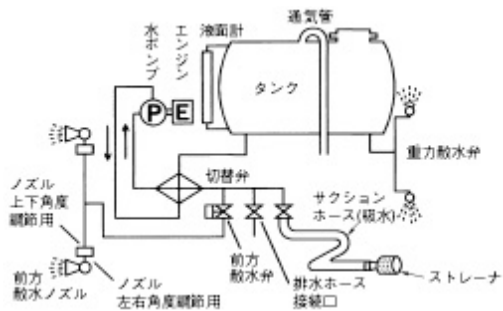 通気管
液面計
エンジン
水ポンプ
P
E
タンク
重力散水弁
切替弁
サクション
ホース(吸水)
ストレーナ
ノズル
上下角度
調節用
前方
散水ノズル
ノズル
左右角度調節用
前方
散水弁
排水ホース
接続口